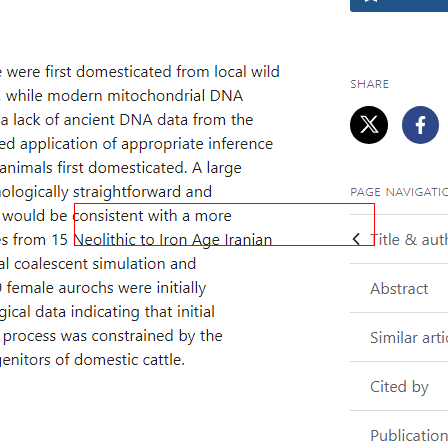 were first domesticated from local wild
, while modern mitochondrial DNA
a lack of ancient DNA data from the
ed application of appropriate inference
animals first domesticated. A large
ologically straightforward and
would be consistent with a more
s from 15 Neolithic to Iron Age Iranian
al coalescent simulation and
female aurochs were initially
gical data indicating that initial
process was constrained by the
genitors of domestic cattle.
SHARE
PAGE NAVIGATIO
Title & auth
Abstract
Similar arti
Cited by
Publication